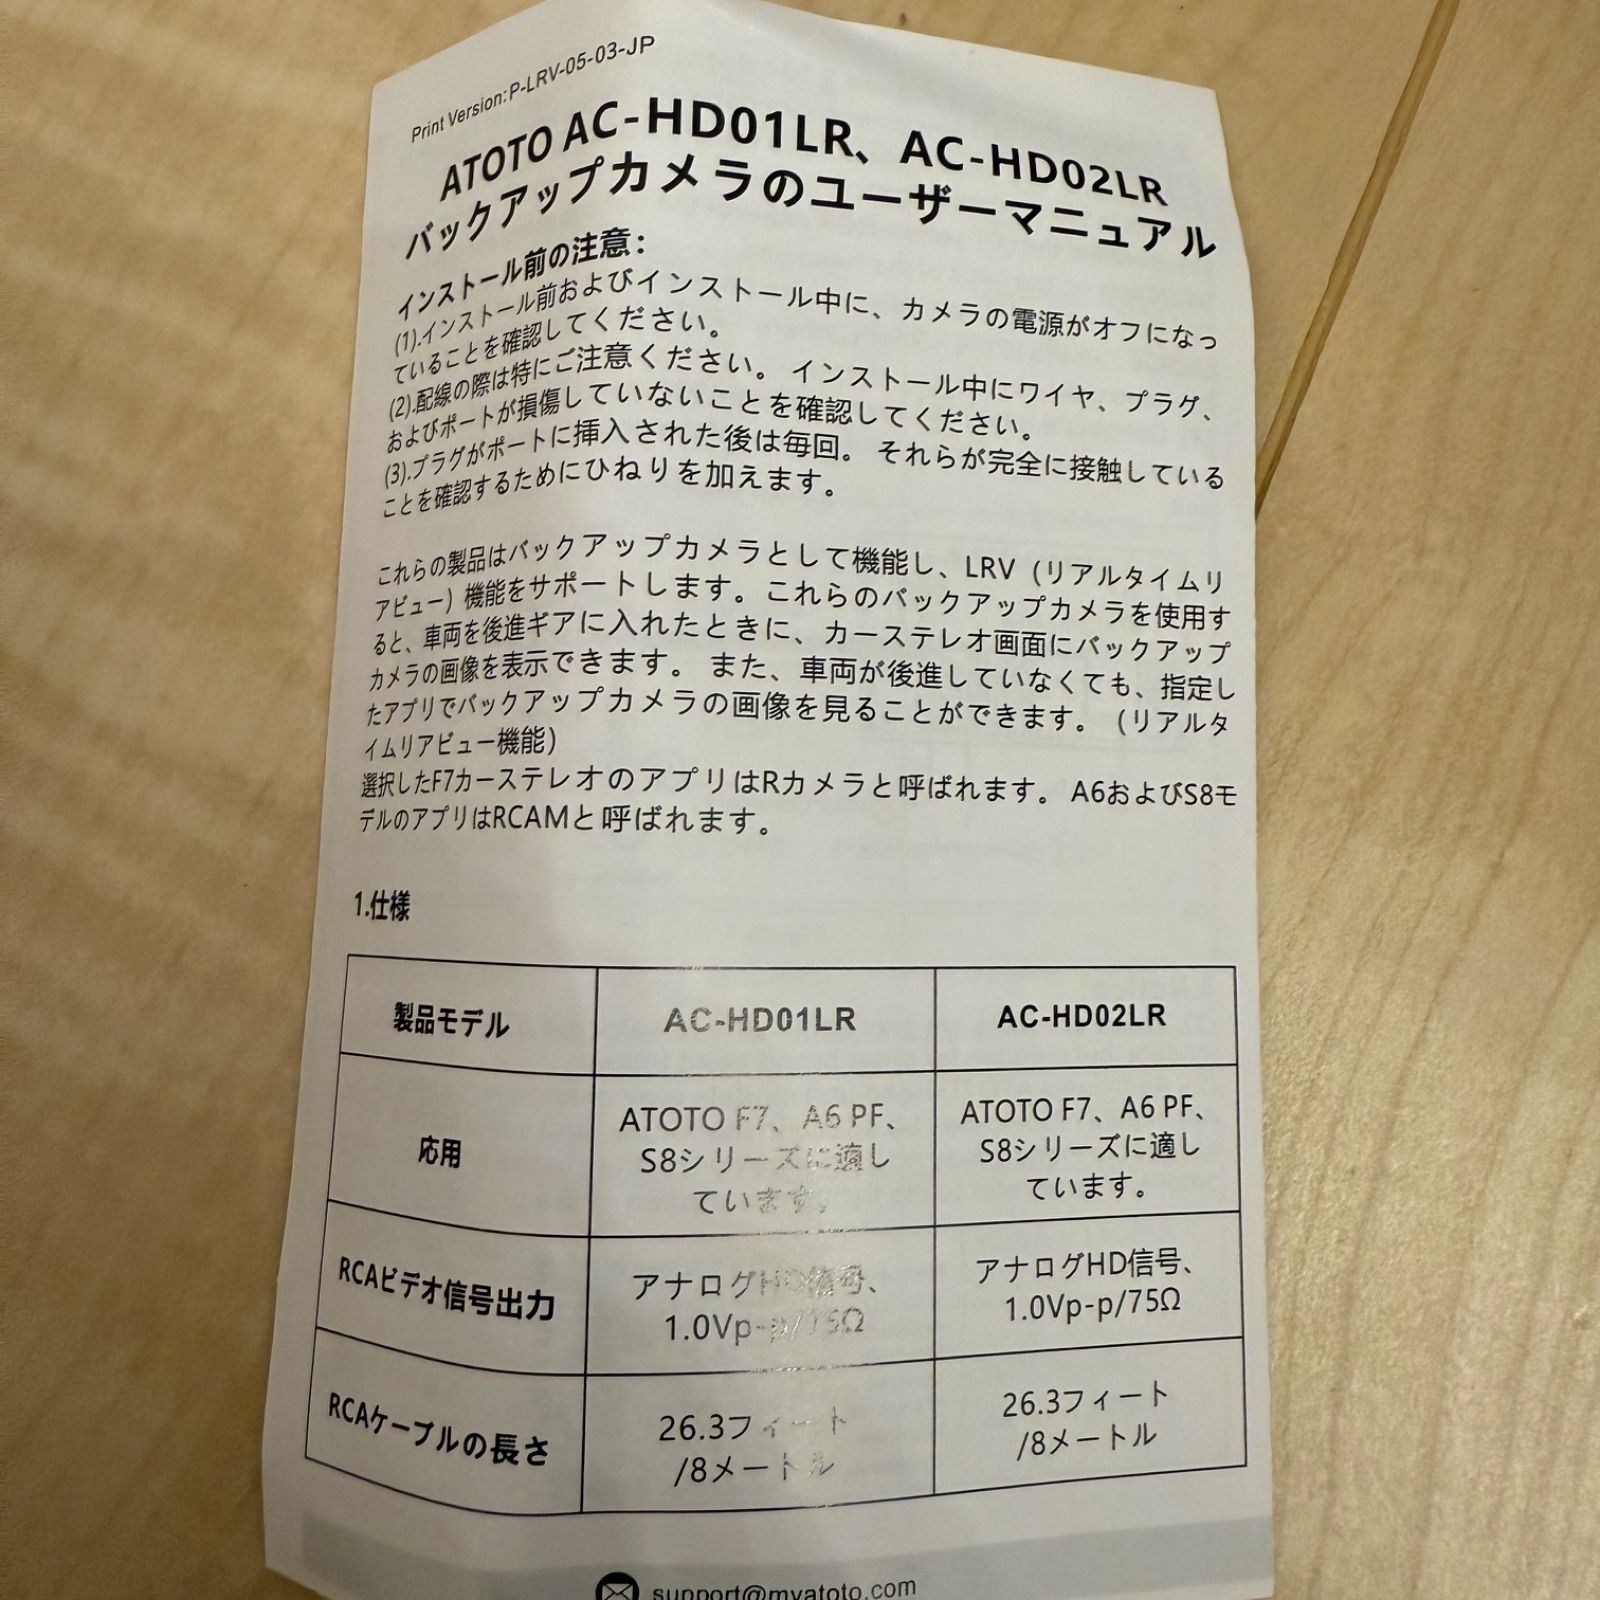 Print Version:P-LRV-05-03-JP
ATOTO AC-HD01LR、AC-HD02LR
バックアップカメラのユーザーマニュアル
インストール前の注意：
(1).インストール前およびインストール中に、カメラの電源がオフになっ
ていることを確認してください。
(2).配線の際は特にご注意ください。 インストール中にワイヤ、プラグ、
およびポートが損傷していないことを確認してください。
(3).プラグがポートに挿入された後は毎回。 それらが完全に接触している
ことを確認するためにひねりを加えます。
これらの製品はバックアップカメラとして機能し、LRV（リアルタイムリ
アビュー）機能をサポートします。これらのバックアップカメラを使用す
ると、車両を後進ギアに入れたときに、カーステレオ画面にバックアップ
カメラの画像を表示できます。 また、車両が後進していなくても、指定し
たアプリでバックアップカメラの画像を見ることができます。（リアルタ
イムリアビュー機能）
選択したF7カーステレオのアプリはRカメラと呼ばれます。 A6およびS8モ
デルのアプリはRCAMと呼ばれます。
1.仕様
製品モデル AC-HD01LR AC-HD02LR
応用
ATOTO F7、A6 PF、
S8シリーズに適し
ています。
ATOTO F7、A6 PF、
S8シリーズに適し
ています。
RCAビデオ信号出力
アナログHD信号、
1.0Vp-p/75Ω
アナログHD信号、
1.0Vp-p/75Ω
RCAケーブルの長さ
26.3フィート
/8メートル
26.3フィート
/8メートル
support@myatoto.com